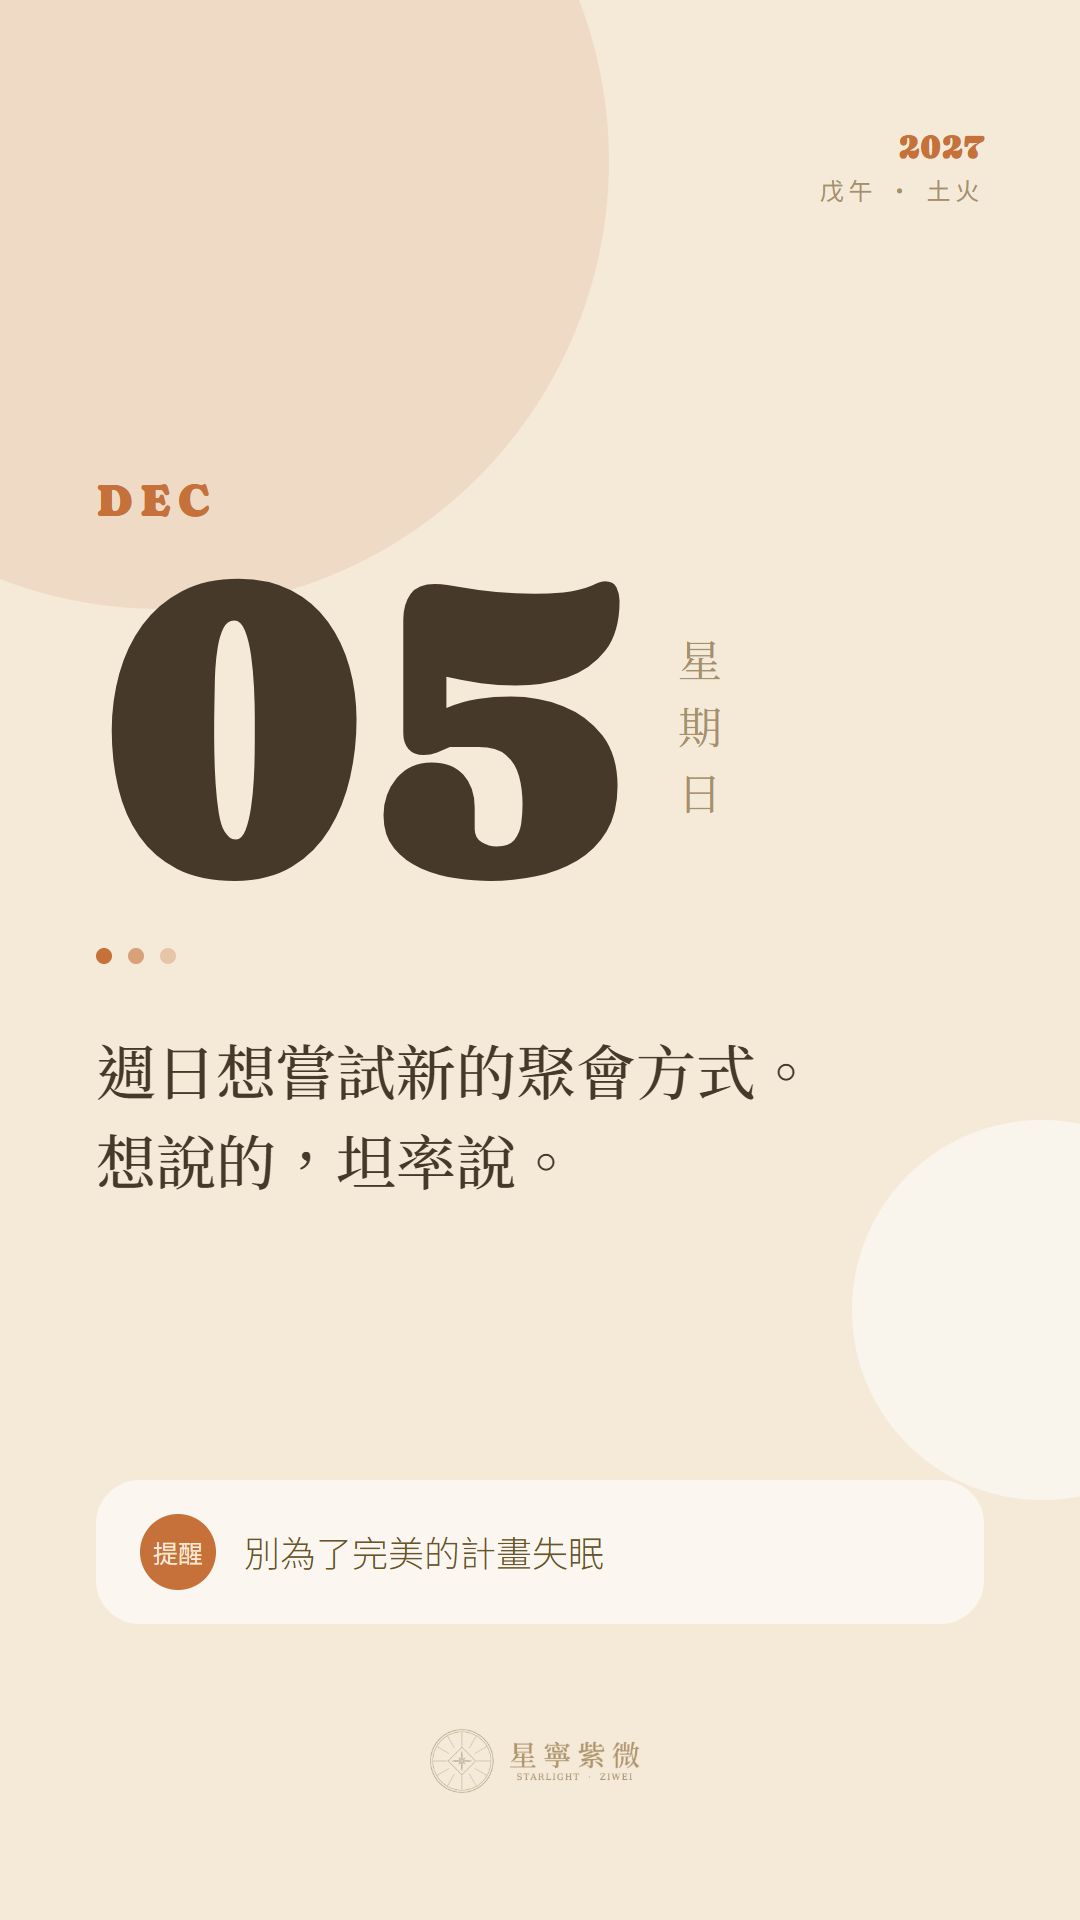 2027
戊午 · 土火
DEC
05
星期日
週日想嘗試新的聚會方式。
想說的，坦率說。
提醒
別為了完美的計畫失眠
星寧紫微
STARLIGHT · ZIWEI